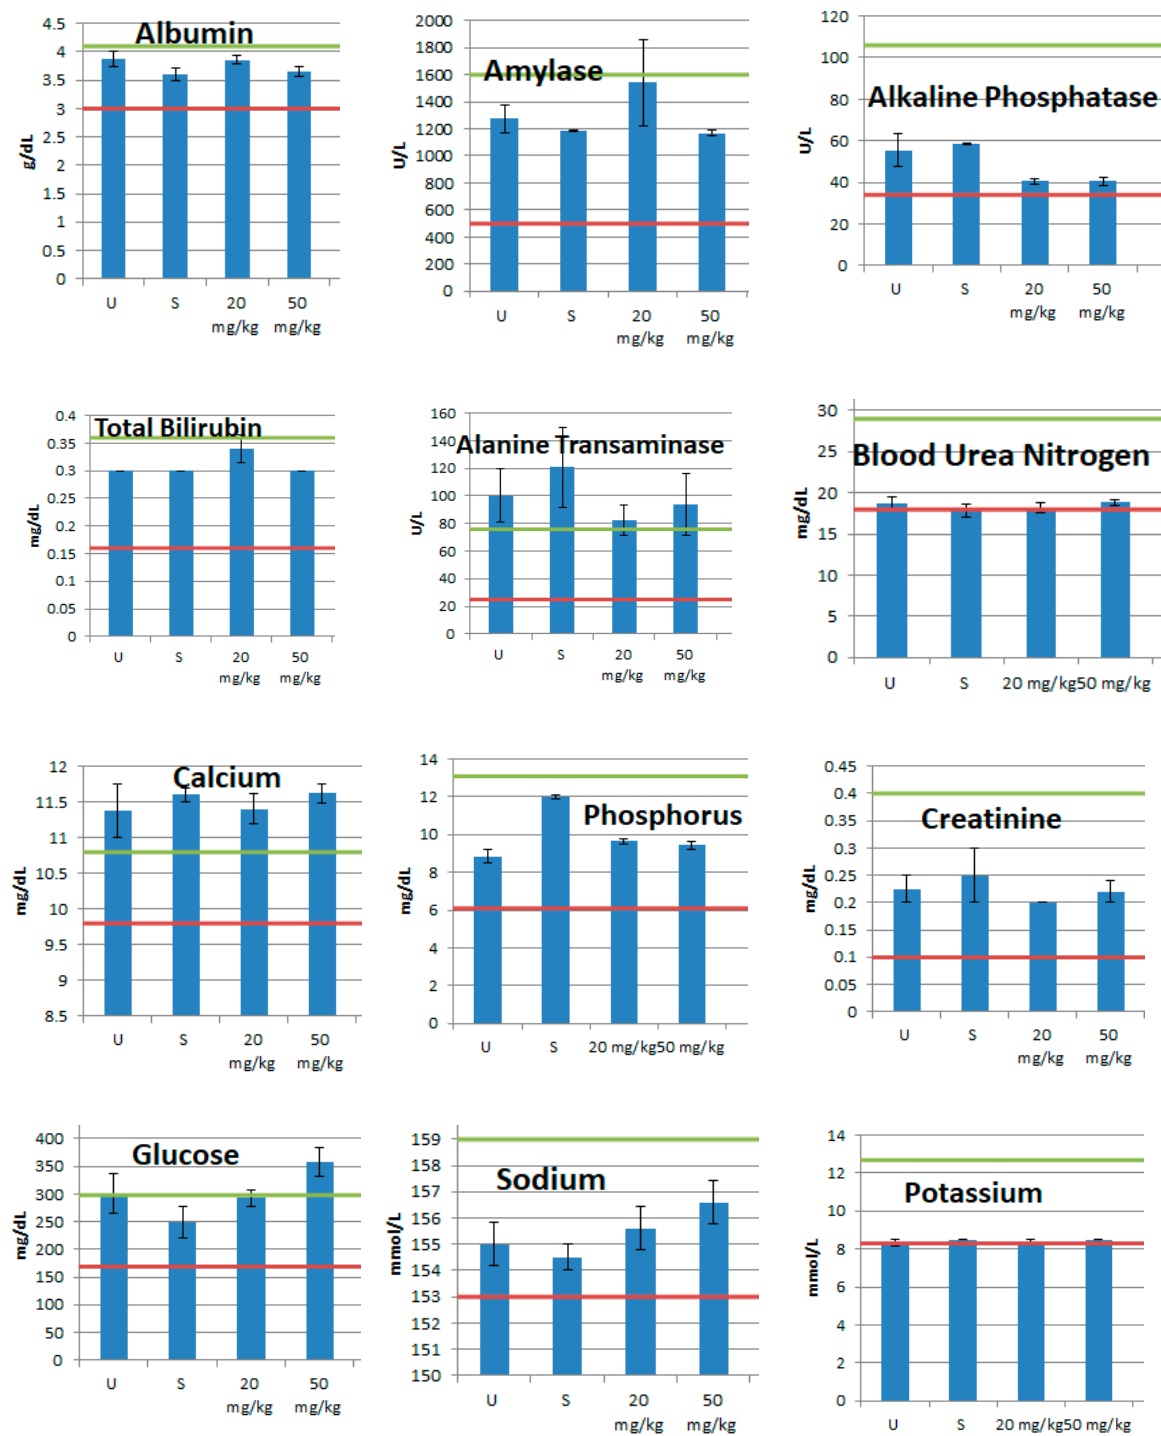 Albumin
g/dL
4.5
4
3.5
3
2.5
2
1.5
1
0.5
0
U S 20 mg/kg 50 mg/kg
Amylase
U/L
2000
1800
1600
1400
1200
1000
800
600
400
200
0
U S 20 mg/kg 50 mg/kg
Alkaline Phosphatase
U/L
120
100
80
60
40
20
0
U S 20 mg/kg 50 mg/kg
Total Bilirubin
mg/dL
0.4
0.35
0.3
0.25
0.2
0.15
0.1
0.05
0
U S 20 mg/kg 50 mg/kg
Alanine Transaminase
U/L
160
140
120
100
80
60
40
20
0
U S 20 mg/kg 50 mg/kg
Blood Urea Nitrogen
mg/dL
30
25
20
15
10
5
0
U S 20 mg/kg 50 mg/kg
Calcium
mg/dL
12
11.5
11
10.5
10
9.5
9
8.5
U S 20 mg/kg 50 mg/kg
Phosphorus
mg/dL
14
12
10
8
6
4
2
0
U S 20 mg/kg 50 mg/kg
Creatinine
mg/dL
0.45
0.4
0.35
0.3
0.25
0.2
0.15
0.1
0.05
0
U S 20 mg/kg 50 mg/kg
Glucose
mg/dL
400
350
300
250
200
150
100
50
0
U S 20 mg/kg 50 mg/kg
Sodium
mmol/L
159
158
157
156
155
154
153
152
151
150
U S 20 mg/kg 50 mg/kg
Potassium
mmol/L
14
12
10
8
6
4
2
0
U S 20 mg/kg 50 mg/kg